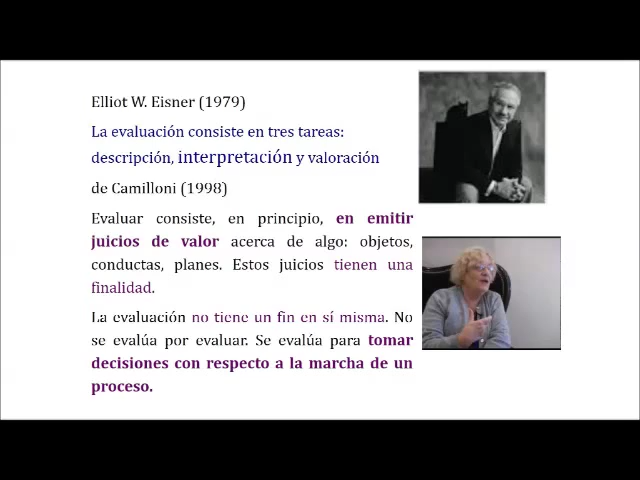 Elliot W. Eisner (1979)
La evaluación consiste en tres tareas:
descripción, interpretación y valoración
de Camilloni (1998)
Evaluar consiste, en principio, en emitir
juicios de valor acerca de algo: objetos,
conductas, planes. Estos juicios tienen una
finalidad.
La evaluación no tiene un fin en sí misma. No
se evalúa por evaluar. Se evalúa para tomar
decisiones con respecto a la marcha de un
proceso.